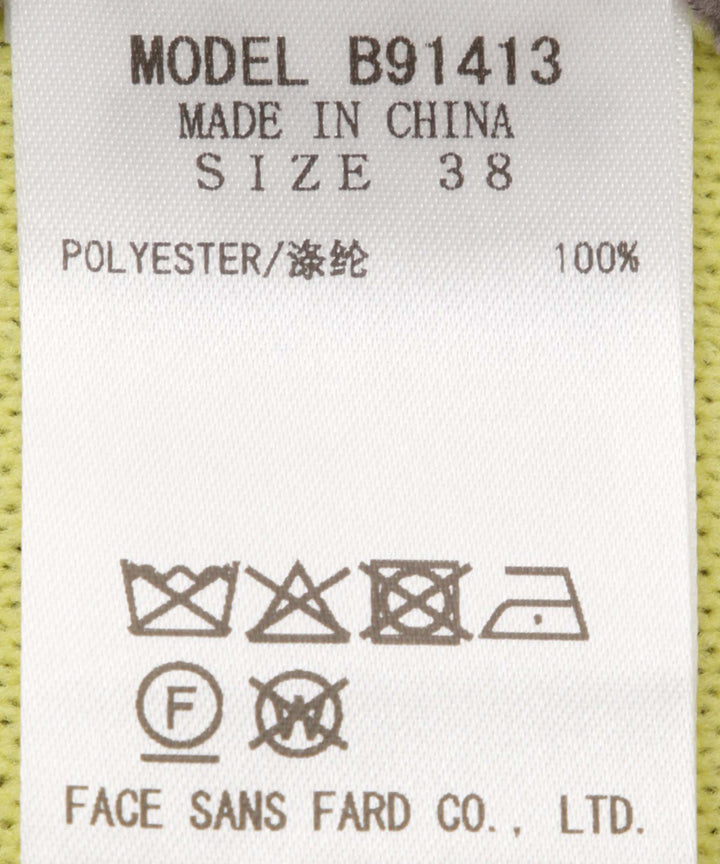 MODEL B91413
MADE IN CHINA
SIZE 38
POLYESTER/涤纶 100%
F W
FACE SANS FARD CO., LTD.